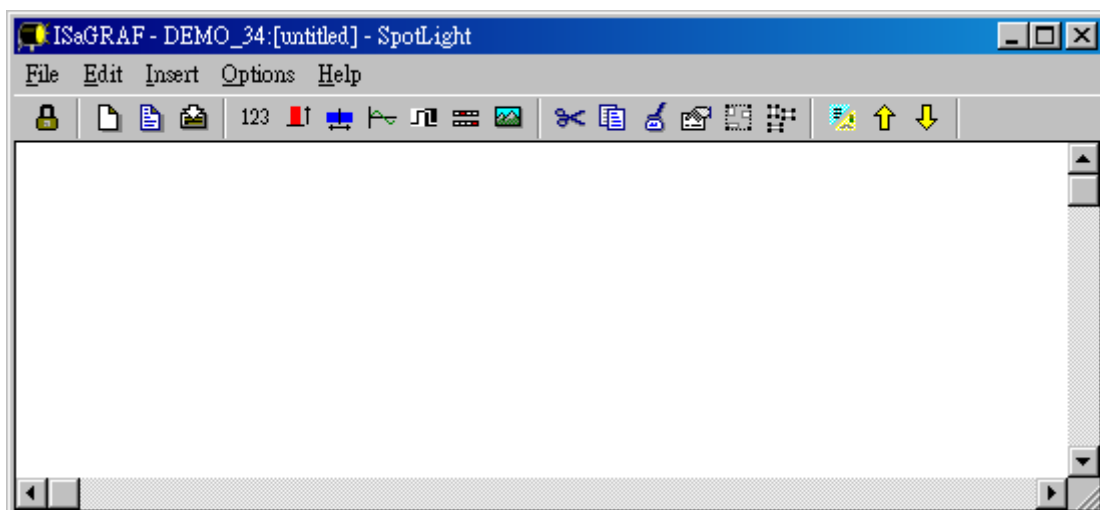 ISaGRAF - DEMO_34:[untitled] - SpotLight
File Edit Insert Options Help
123